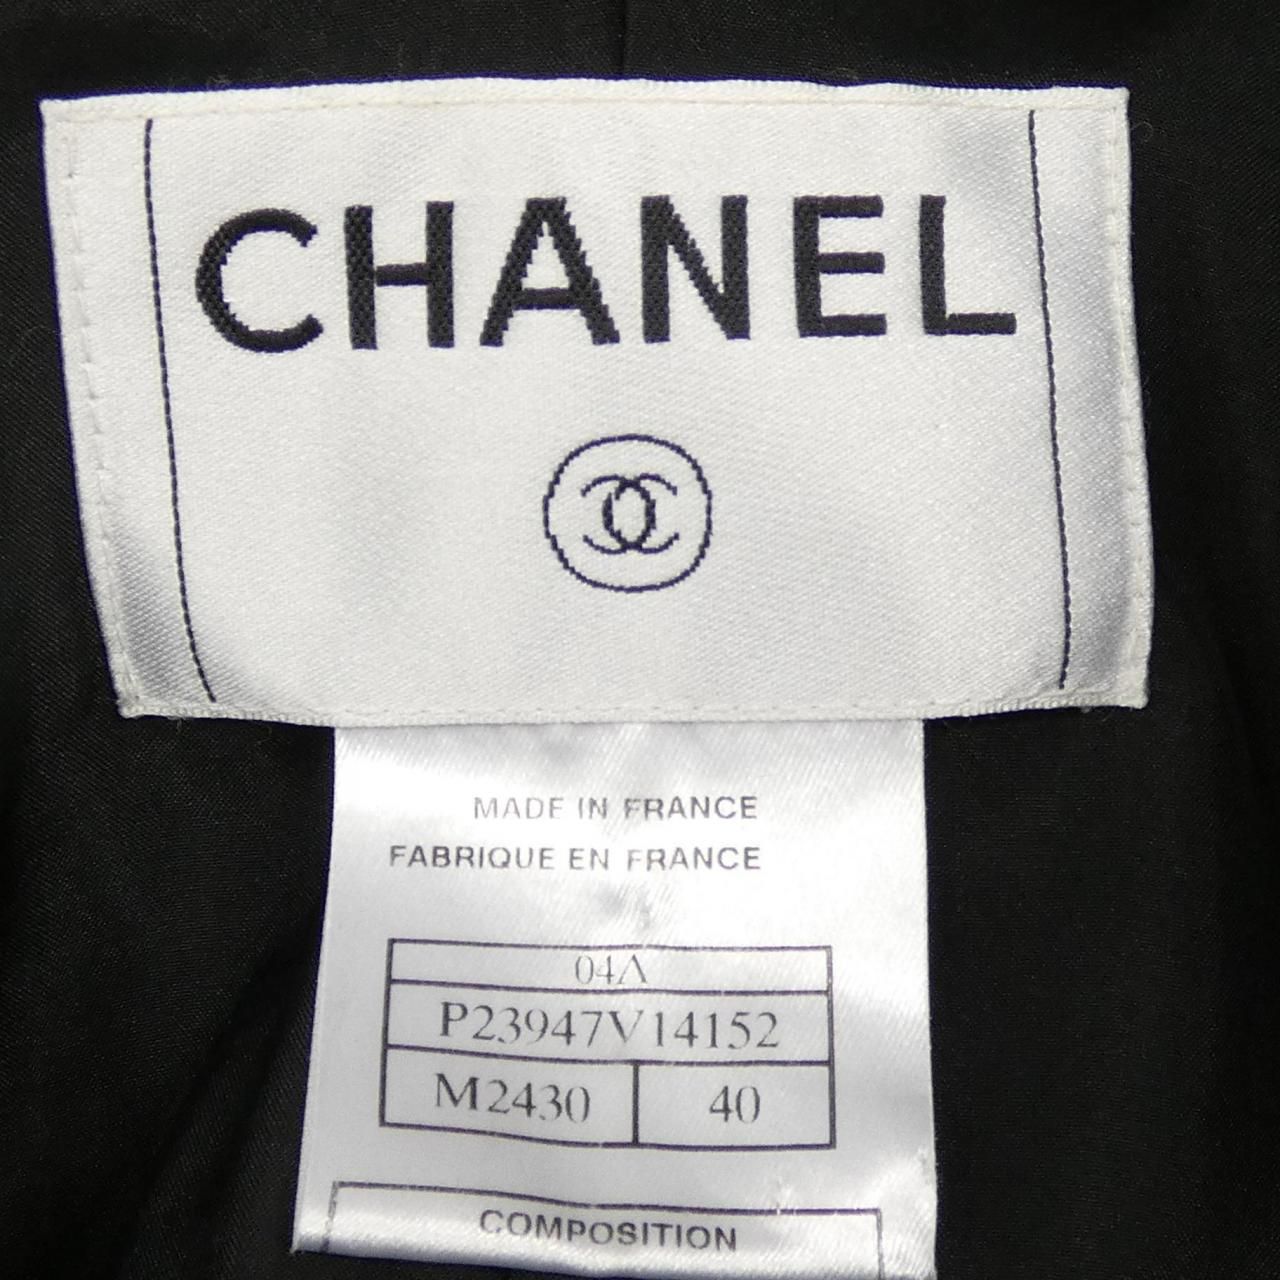 CHANEL
MADE IN FRANCE
FABRIQUE EN FRANCE
04A
P23947V14152
M2430 40
COMPOSITION